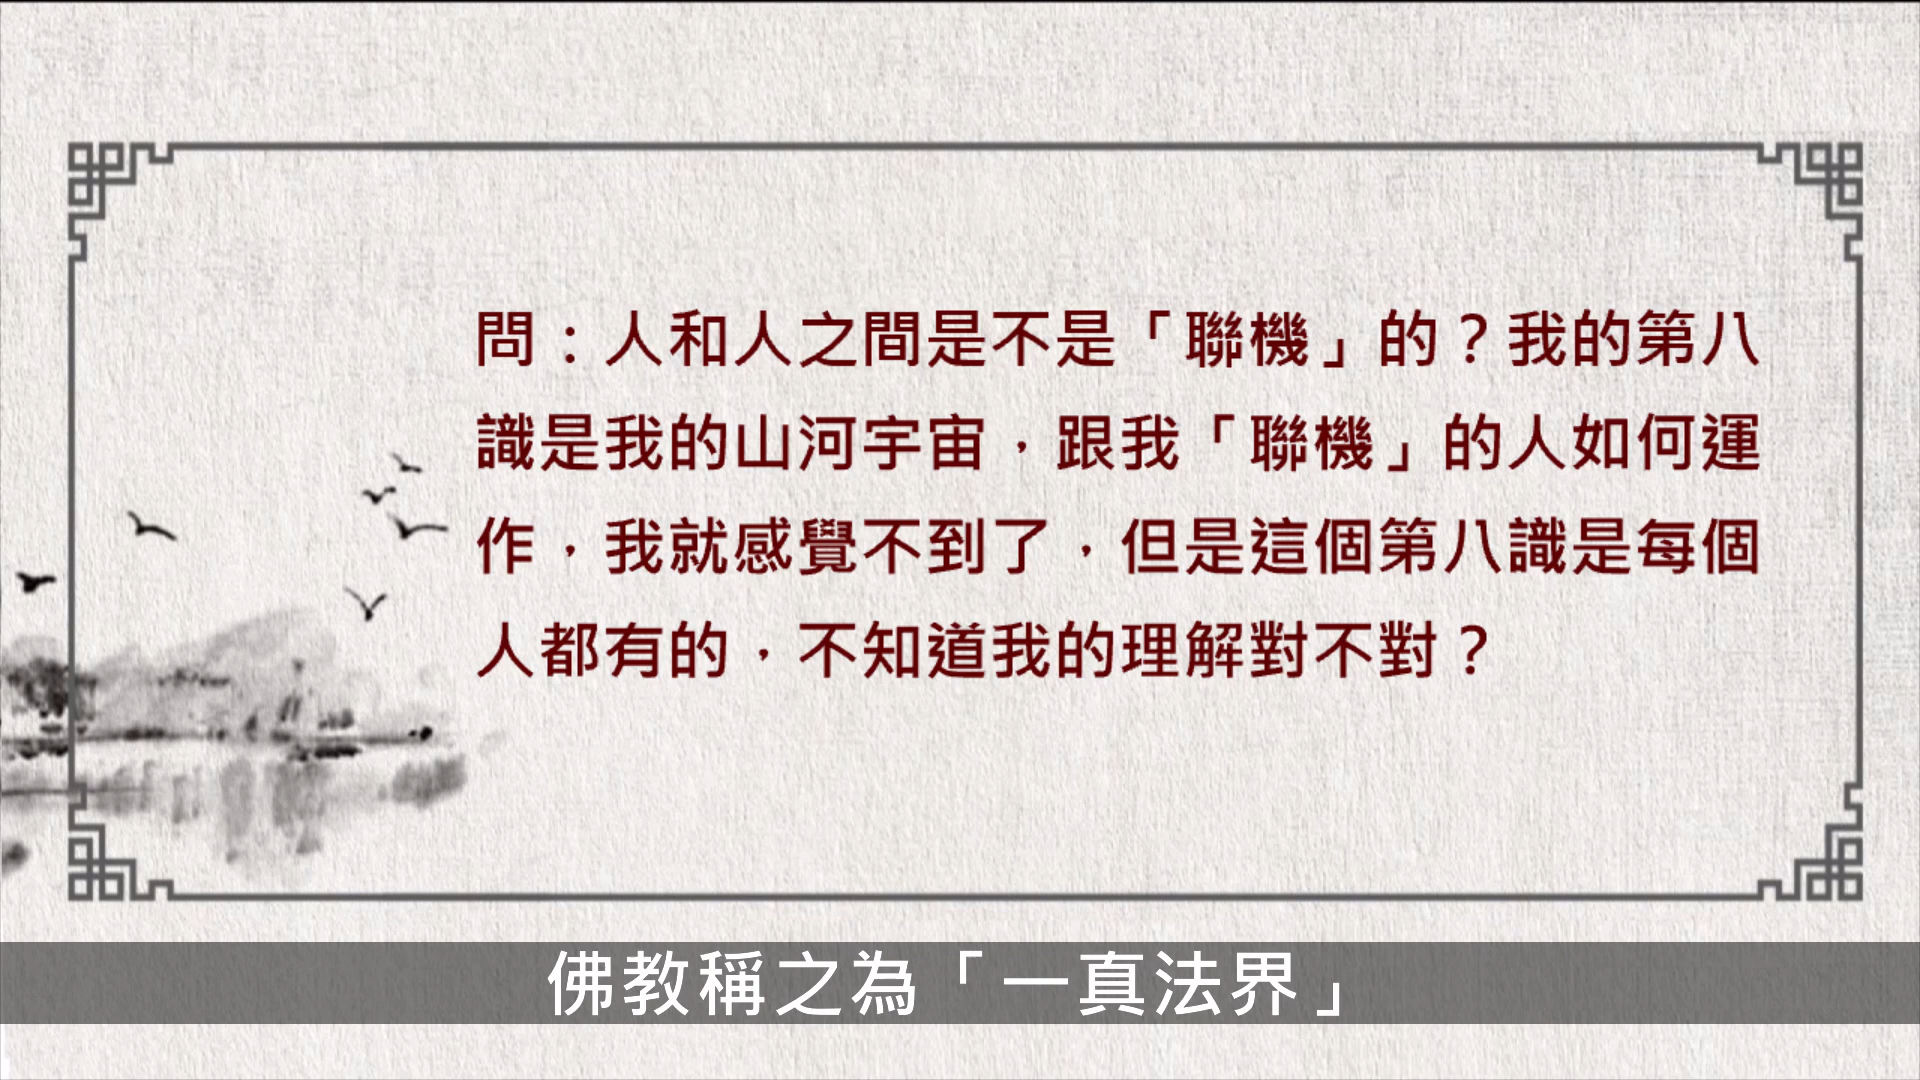 問：人和人之間是不是「聯機」的？我的第八
識是我的山河宇宙，跟我「聯機」的人如何運
作，我就感覺不到了，但是這個第八識是每個
人都有的，不知道我的理解對不對？
佛教稱之為「一真法界」